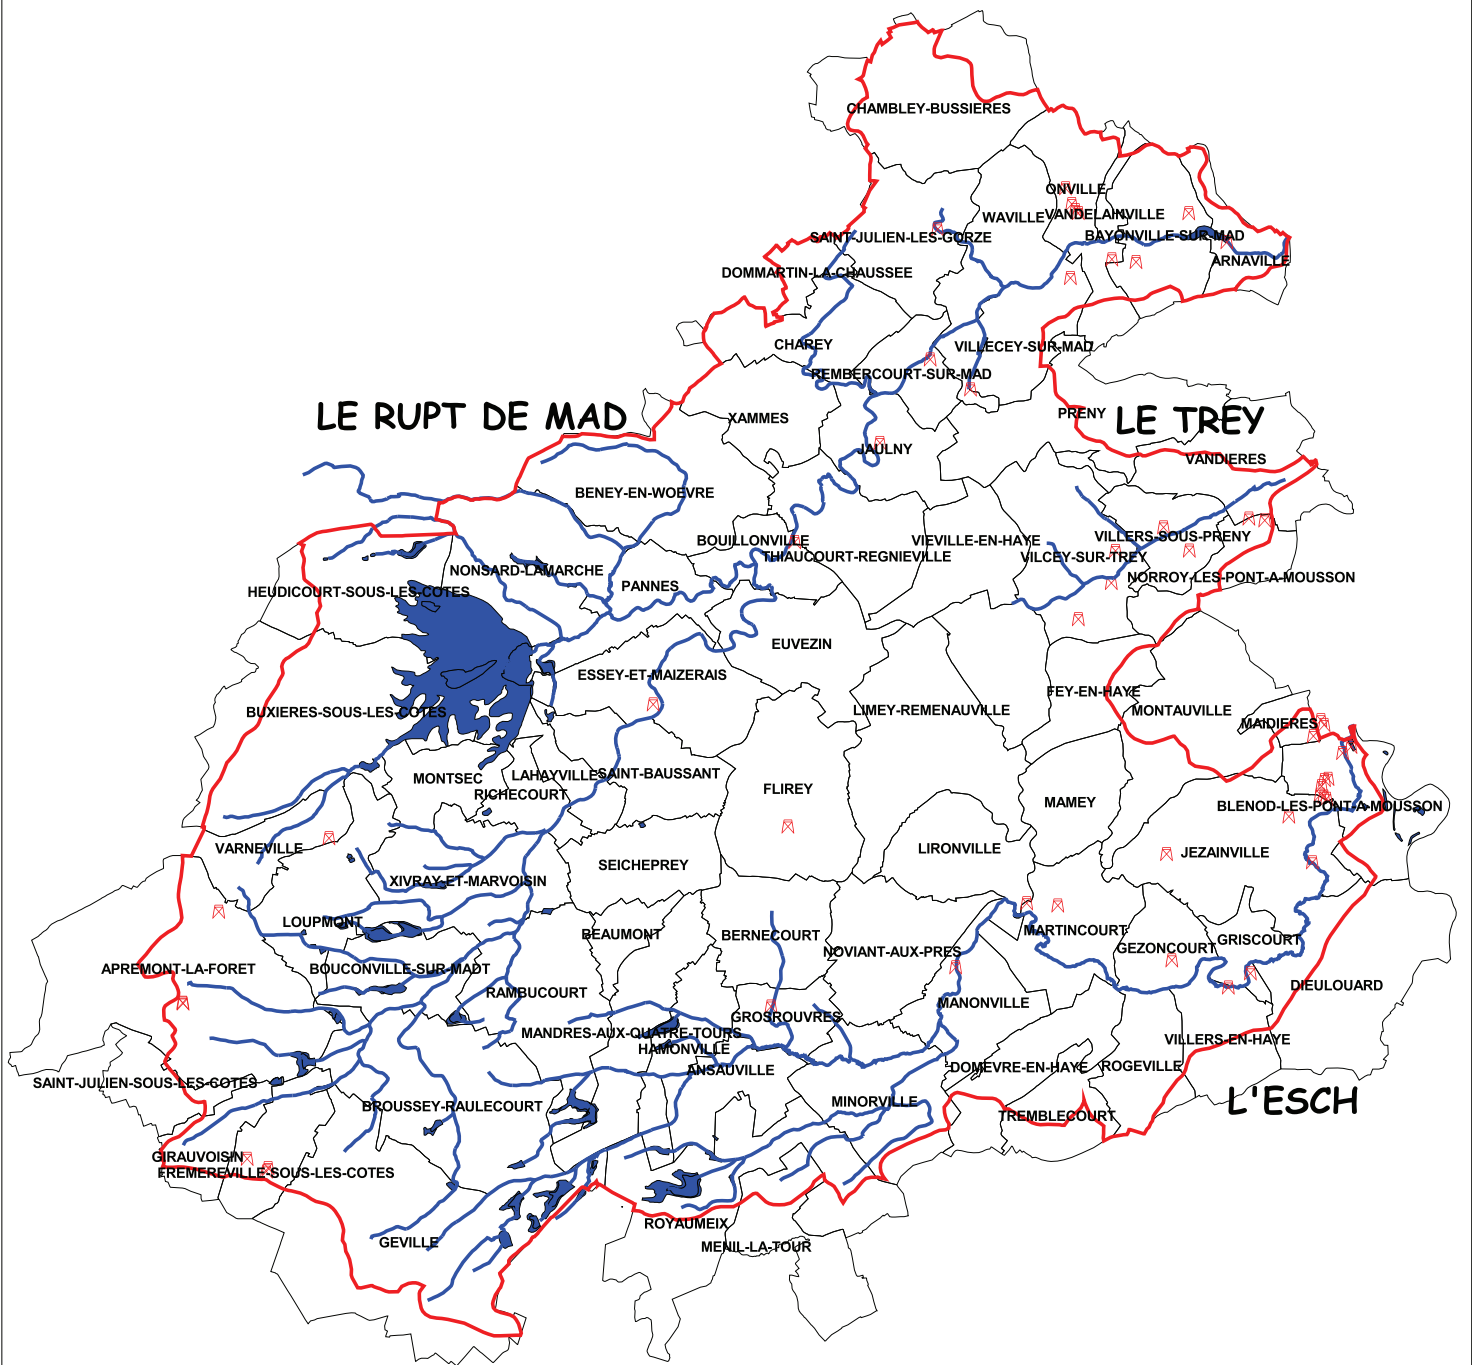 CHAMBLEY-BUSSIERES
ONVILLE
WAVILLE
VANDELAINVILLE
SAINT-JULIEN-LES-GORZE
BAYONVILLE-SUR-MAD
ARNAVILLE
DOMMARTIN-LA-CHAUSSEE
CHAREY
VILLECEY-SUR-MAD
REMBERCOURT-SUR-MAD
LE RUPT DE MAD
XAMMES
PRENY
LE TREY
JAULNY
VANDIERES
BENEY-EN-WOEVRE
BOUILLONVILLE
VIEVILLE-EN-HAYE
VILLERS-SOUS-PRENY
THIAUCOURT-REGNIEVILLE
VILCEY-SUR-TREY
NONSARD-LAMARCHE
NORROY-LES-PONT-A-MOUSSON
PANNES
HEUDICOURT-SOUS-LES-COTES
EUVEZIN
ESSEY-ET-MAIZERAIS
FEY-EN-HAYE
BUXIERES-SOUS-LES-COTES
LIMEY-REMENAUVILLE
MONTAUVILLE
MAIDIERES
MONTSEC
LAHAYVILLE
SAINT-BAUSSANT
RICHECOURT
FLIREY
MAMEY
BLENOD-LES-PONT-A-MOUSSON
VARNEVILLE
LIRONVILLE
JEZAINVILLE
SEICHEPREY
XIVRAY-ET-MARVOISIN
LOUPMONT
BEAUMONT
BERNECOURT
MARTINCOURT
GRISCOURT
GEZONCOURT
NOVIANT-AUX-PRES
APREMONT-LA-FORET
BOUCONVILLE-SUR-MADT
DIEULOUARD
RAMBUCOURT
MANONVILLE
GROSROUVRES
MANDRES-AUX-QUATRE-TOURS
VILLERS-EN-HAYE
HAMONVILLE
DOMEVRE-EN-HAYE
ROGEVILLE
ANSAUVILLE
SAINT-JULIEN-SOUS-LES-COTES
L'ESCH
MINORVILLE
BROUSSEY-RAULECOURT
TREMBLECOURT
GIRAUVOISIN
FREMEREVILLE-SOUS-LES-COTES
ROYAUMEIX
GEVILLE
MENIL-LA-TOUR